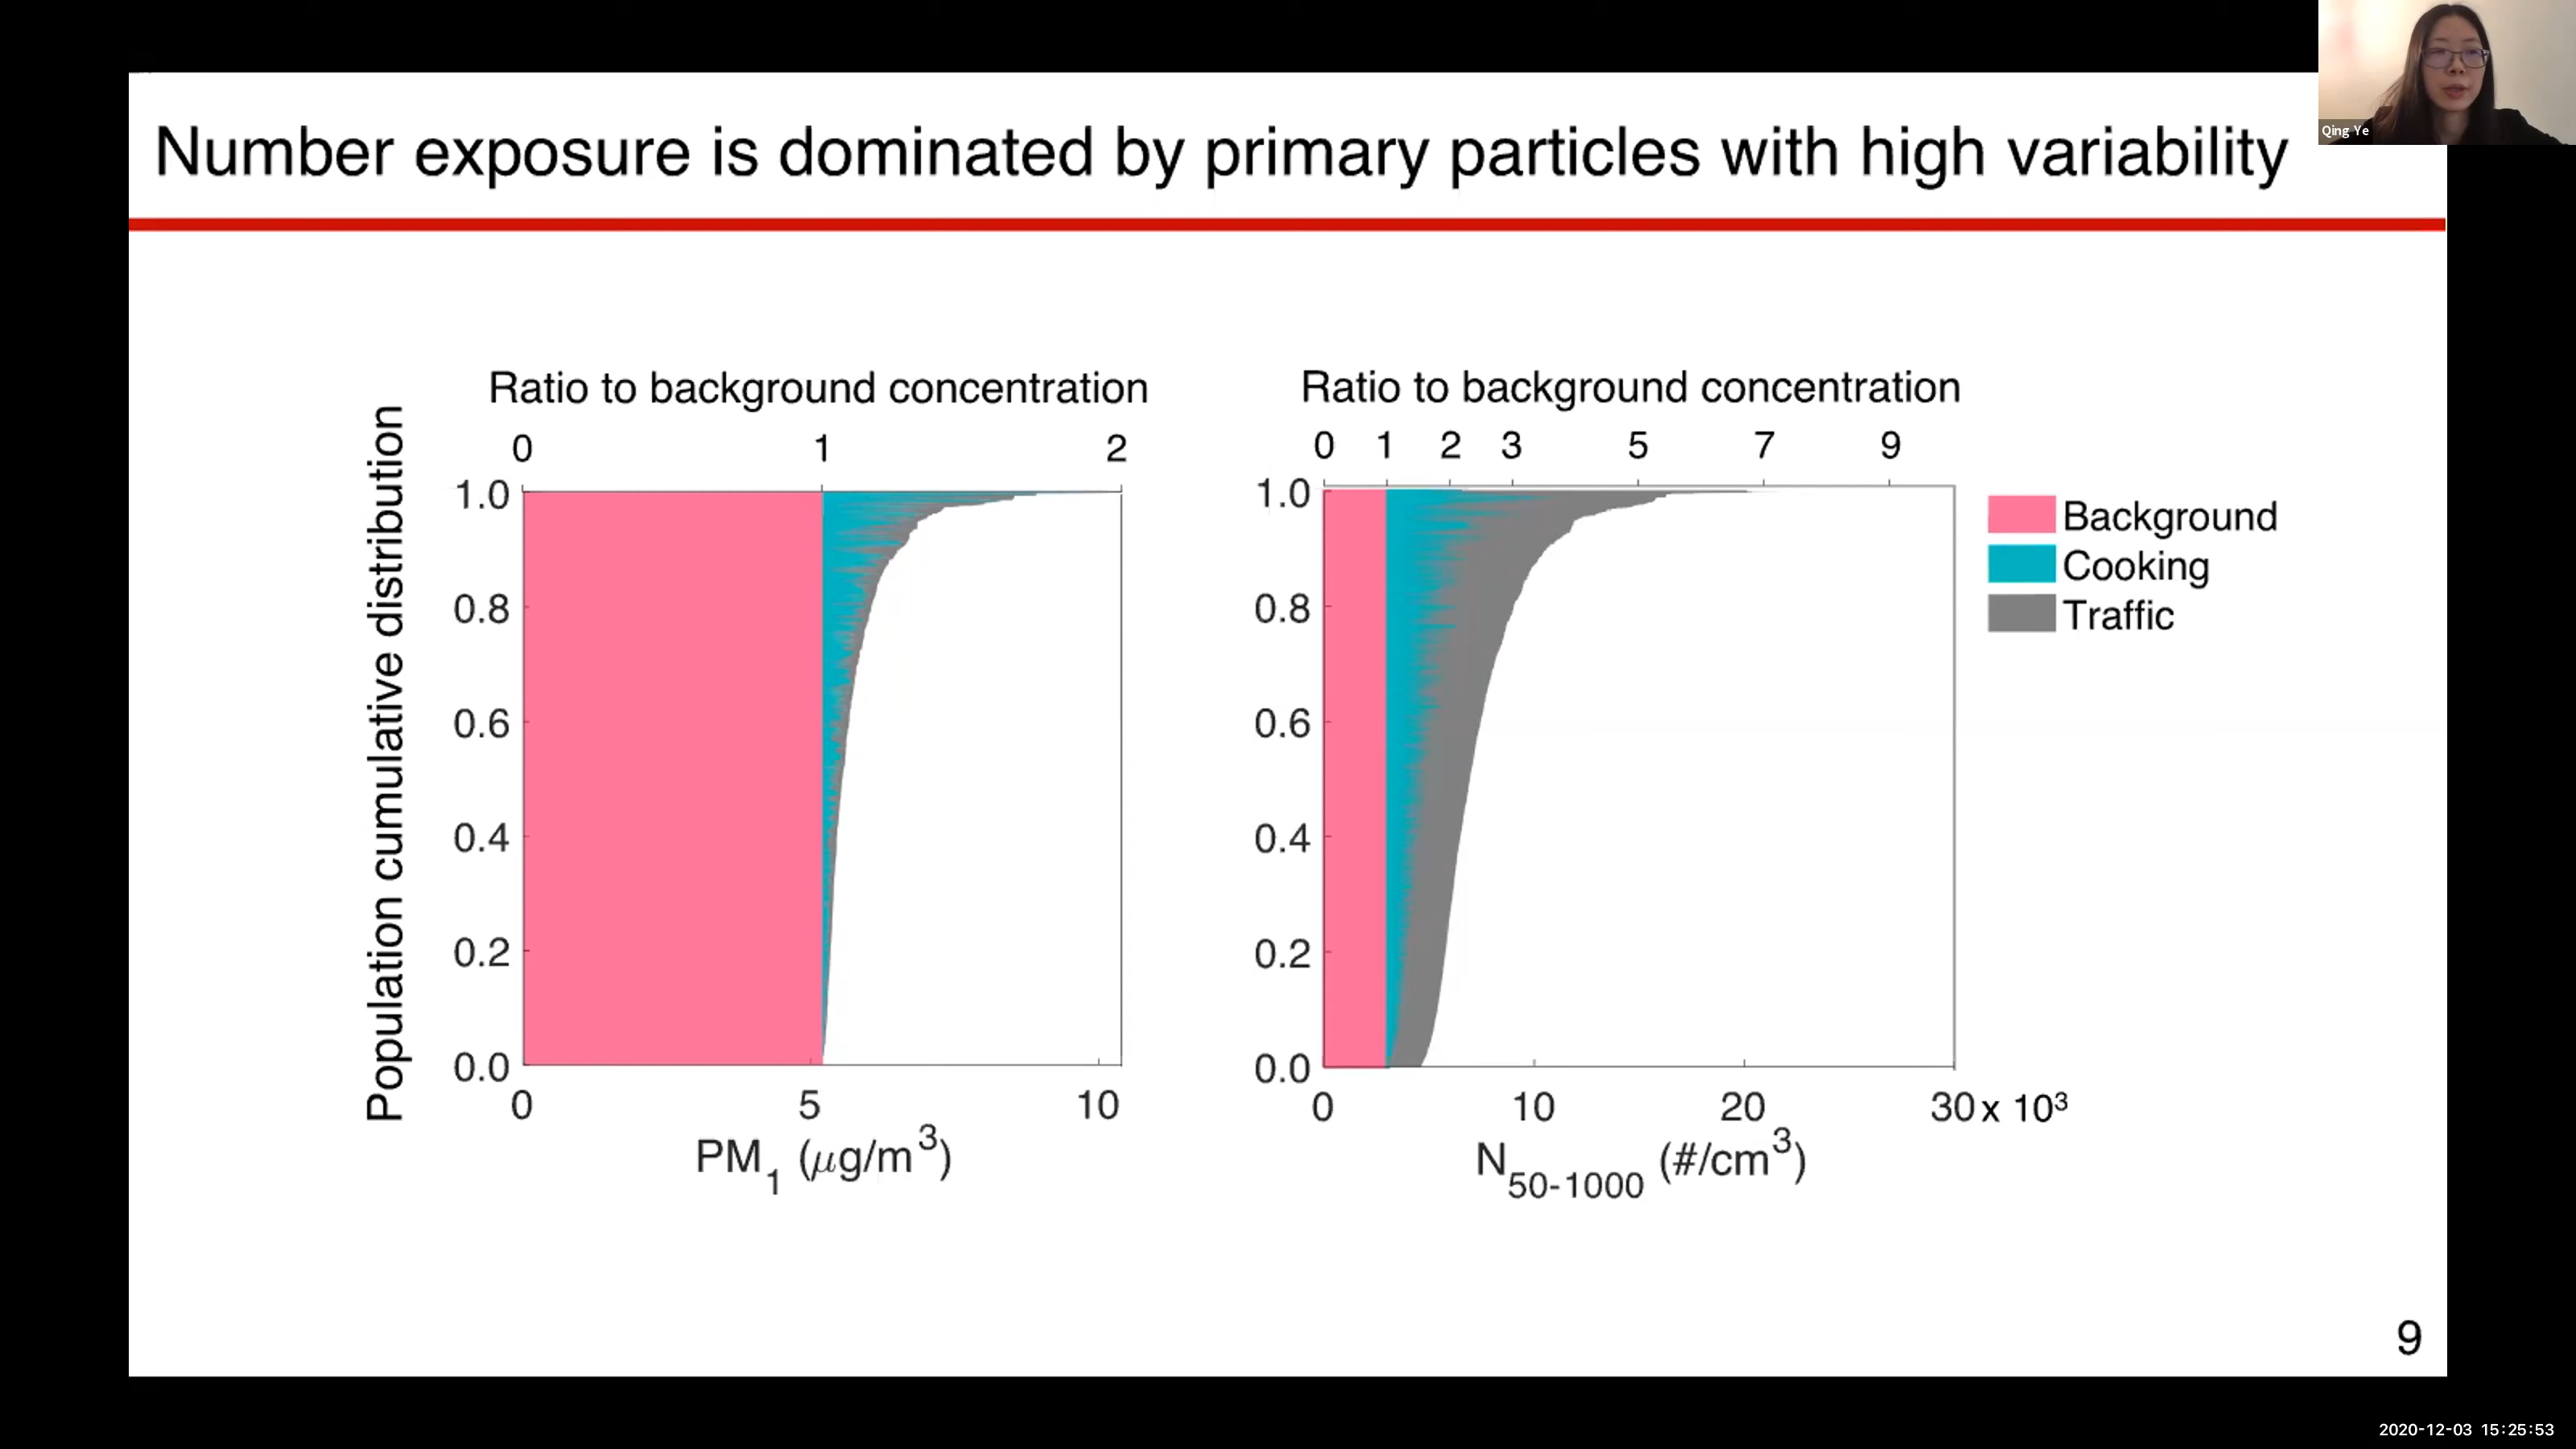 Qing Ye
Number exposure is dominated by primary particles with high variability
Ratio to background concentration
0 1 2
Population cumulative distribution
1.0
0.8
0.6
0.4
0.2
0.0
0 5 10
PM1 (μg/m3)
Ratio to background concentration
0 1 2 3 5 7 9
1.0
0.8
0.6
0.4
0.2
0.0
0 10 20 30 x 10³
N50-1000 (#/cm3)
Background
Cooking
Traffic
9
2020-12-03 15:25:53